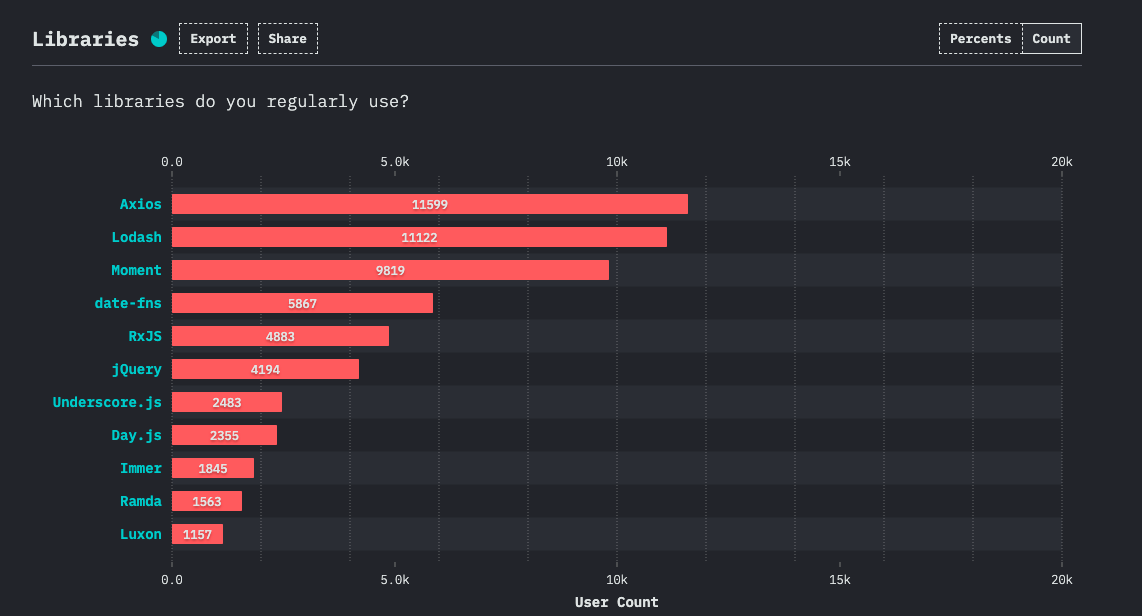 Libraries Export Share Percents Count
Which libraries do you regularly use?
0.0 5.0k 10k 15k 20k
Axios 11599
Lodash 11122
Moment 9819
date-fns 5867
RxJS 4883
jQuery 4194
Underscore.js 2483
Day.js 2355
Immer 1845
Ramda 1563
Luxon 1157
0.0 5.0k 10k 15k 20k
User Count